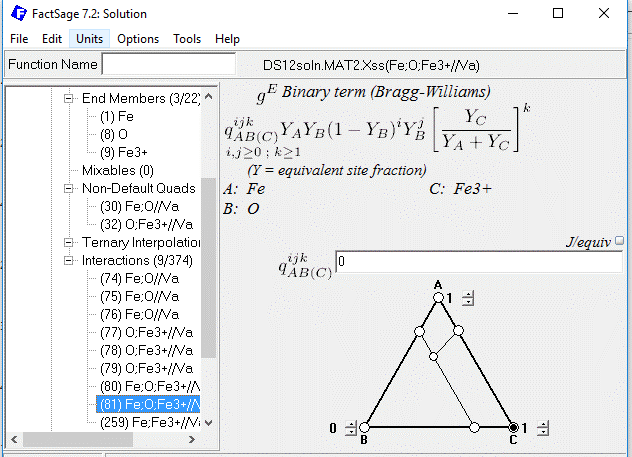 FactSage 7.2: Solution
File Edit Units Options Tools Help
Function Name
DS12soln.MAT2.Xss(Fe;O;Fe3+//Va)
End Members (3/22)
(1) Fe
(8) O
(9) Fe3+
Mixables (0)
Non-Default Quads
(30) Fe;O//Va
(32) O;Fe3+//Va
Ternary Interpolation
Interactions (9/374)
(74) Fe;O//Va
(75) Fe;O//Va
(76) Fe;O//Va
(77) O;Fe3+//Va
(78) O;Fe3+//Va
(79) O;Fe3+//Va
(80) Fe;O;Fe3+//V
(81) Fe;O;Fe3+//V
(259) Fe;Fe3+//Va
g^E Binary term (Bragg-Williams)
q^{ijk}_{AB(C)} Y_A Y_B (1 − Y_B)^i Y_B^j [ Y_C / (Y_A + Y_C) ]^k
i,j≥0 ; k≥1
(Y = equivalent site fraction)
A: Fe C: Fe3+
B: O
J/equiv
q^{ijk}_{AB(C)} 0
A
1
0
B
C
1